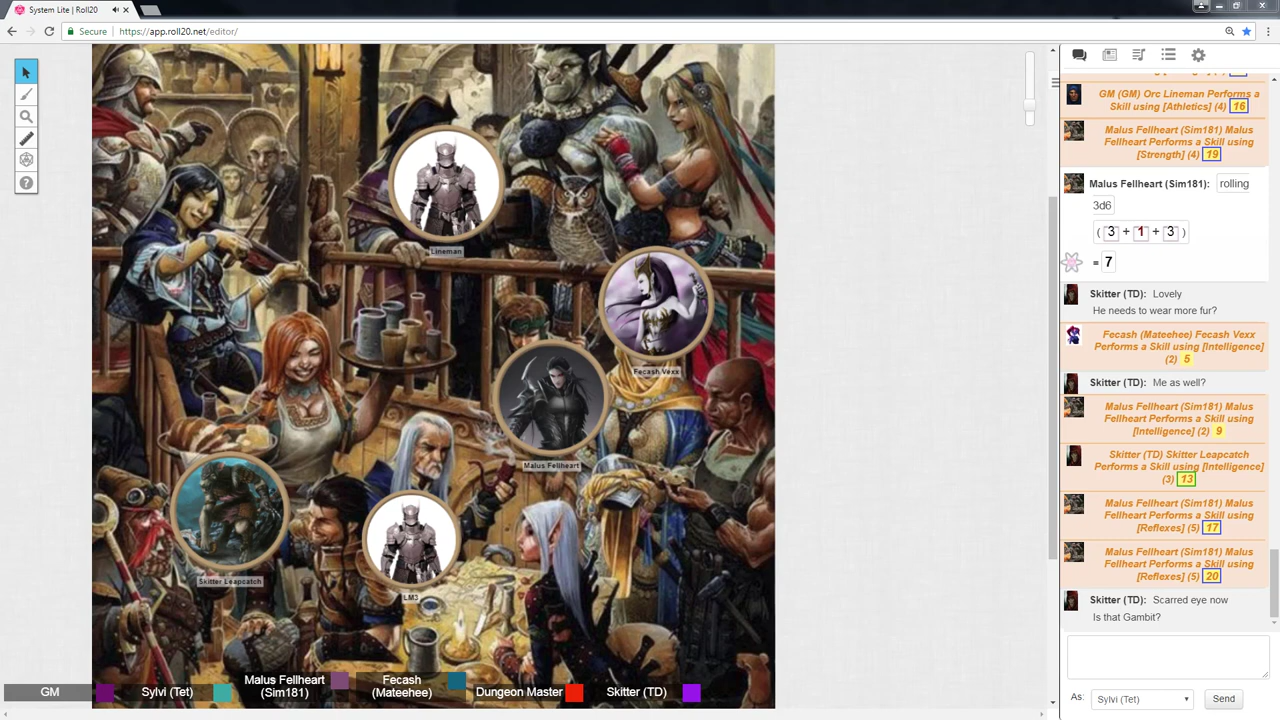 System Lite | Roll20
Secure
https://app.roll20.net/editor/
Lineman
Fecash Vexx
Malus Fellheart
Skitter Leapcatch
LM3
GM
Sylvi (Tet)
Malus Fellheart
(Sim181)
Fecash
(Mateehee)
Dungeon Master
Skitter (TD)
GM (GM) Orc Lineman Performs a
Skill using [Athletics] (4) 16
Malus Fellheart (Sim181) Malus
Fellheart Performs a Skill using
[Strength] (4) 19
Malus Fellheart (Sim181): rolling
3d6
( 3 + 1 + 3 )
= 7
Skitter (TD): Lovely
He needs to wear more fur?
Fecash (Mateehee) Fecash Vexx
Performs a Skill using [Intelligence]
(2) 5
Skitter (TD): Me as well?
Malus Fellheart (Sim181) Malus
Fellheart Performs a Skill using
[Intelligence] (2) 9
Skitter (TD) Skitter Leapcatch
Performs a Skill using [Intelligence]
(3) 13
Malus Fellheart (Sim181) Malus
Fellheart Performs a Skill using
[Reflexes] (5) 17
Malus Fellheart (Sim181) Malus
Fellheart Performs a Skill using
[Reflexes] (5) 20
Skitter (TD): Scarred eye now
Is that Gambit?
As: Sylvi (Tet) Send